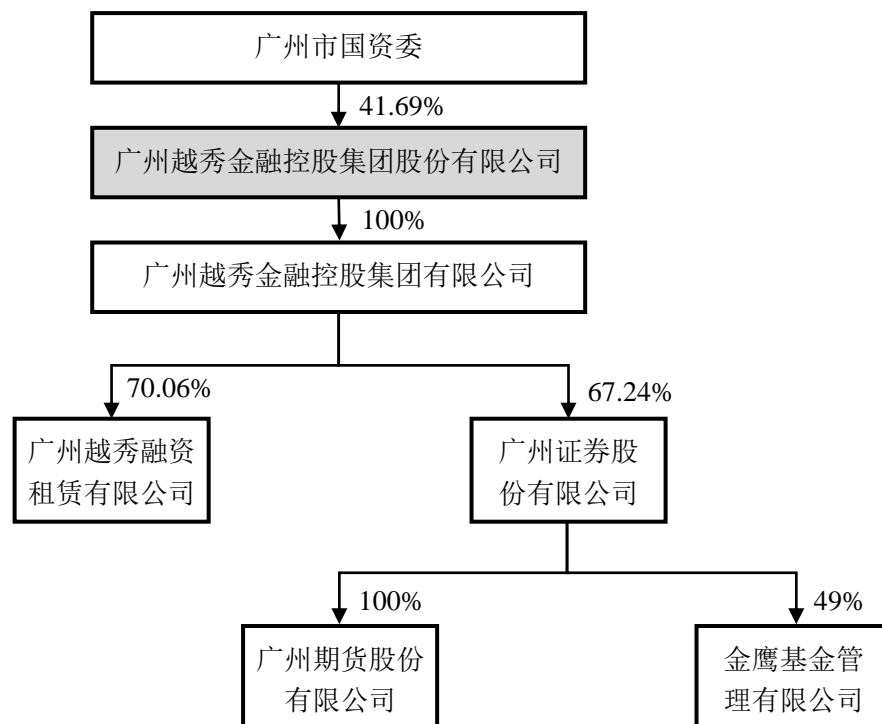 广州市国资委
41.69%
广州越秀金融控股集团股份有限公司
100%
广州越秀金融控股集团有限公司
70.06%
67.24%
广州越秀融资
租赁有限公司
广州证券股
份有限公司
100%
49%
广州期货股份
有限公司
金鹰基金管
理有限公司